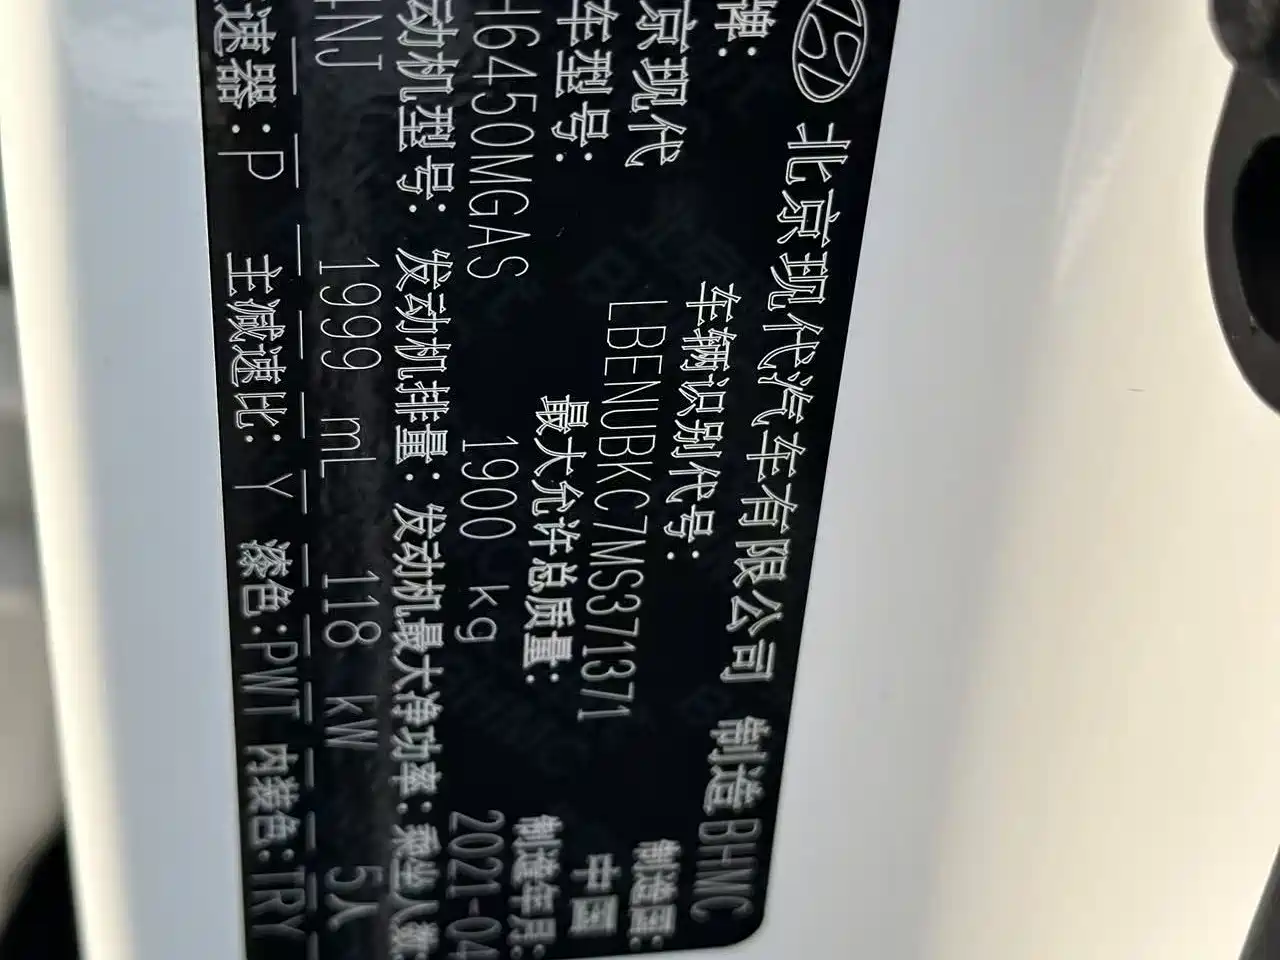 北京现代汽车有限公司 制造 BHMC
牌: 车辆识别代号: 制造国:
京现代 LBENUBKC7MS371371 中国
车型号: 最大允许总质量: 制造年月:
H6450MGAS 1900 kg 2021-04
动机型号: 发动机排量: 发动机最大净功率: 乘坐人数
4NJ 1999 mL 118 kW 5人
速器: P 主减速比: Y 漆色: PW1 内装色: TRY